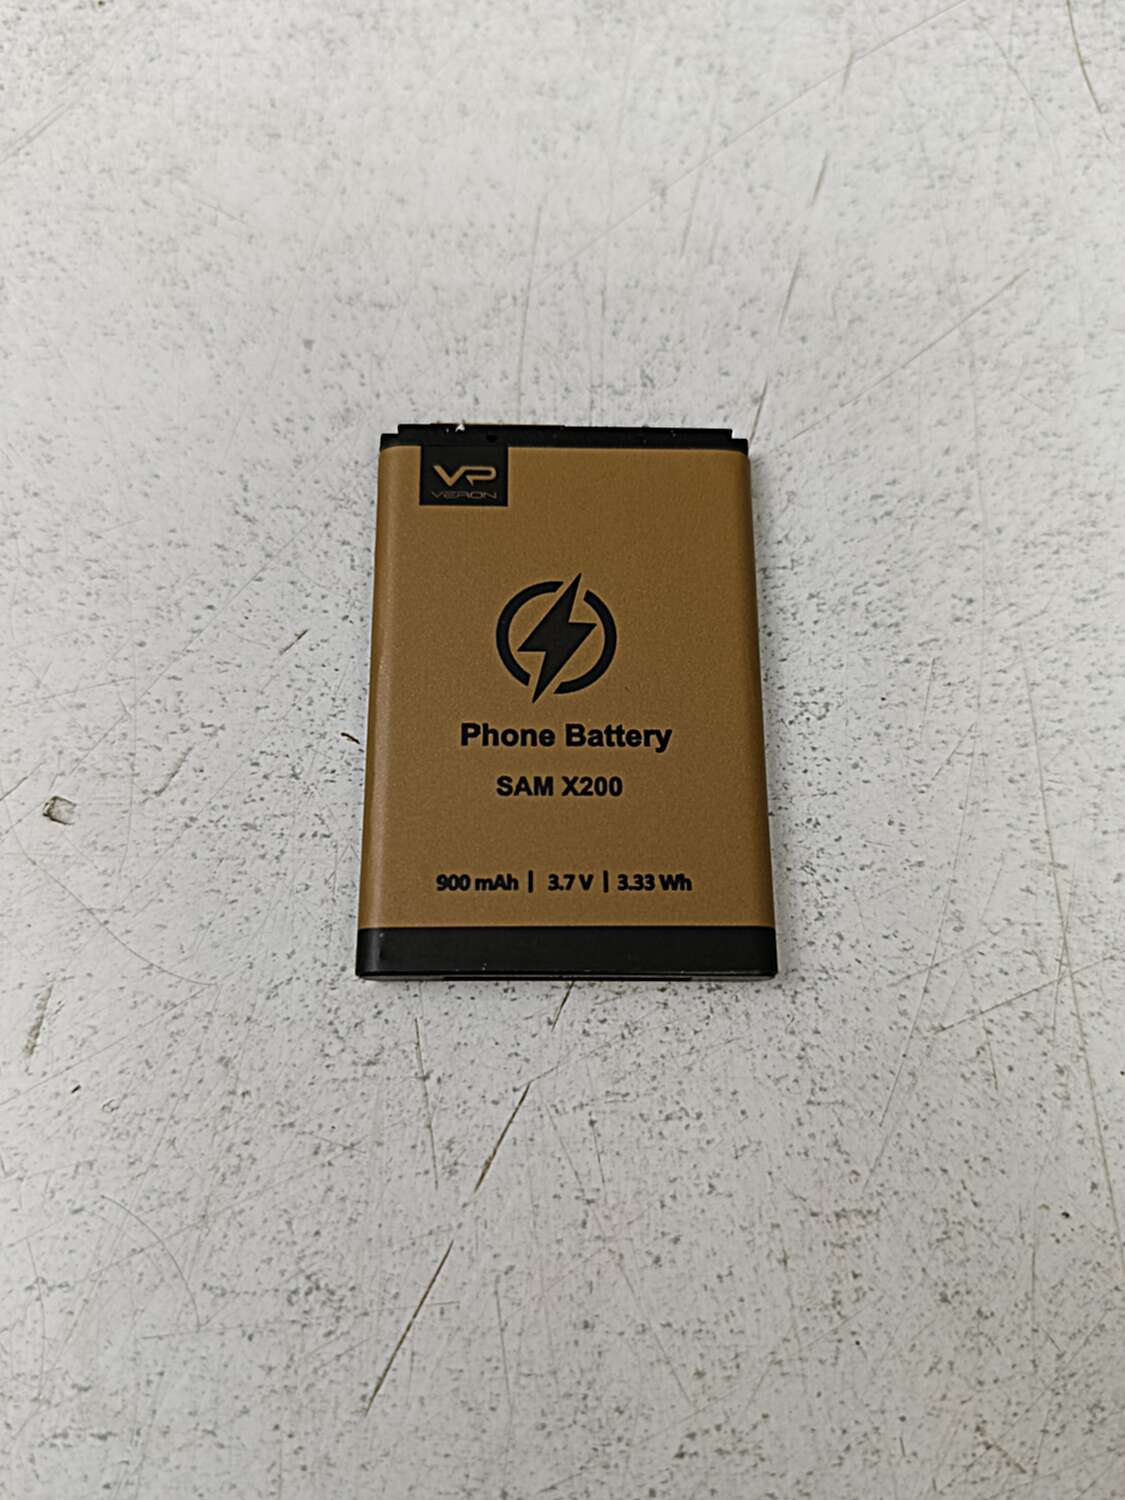 VP
VERON
Phone Battery
SAM X200
900 mAh | 3.7 V | 3.33 Wh